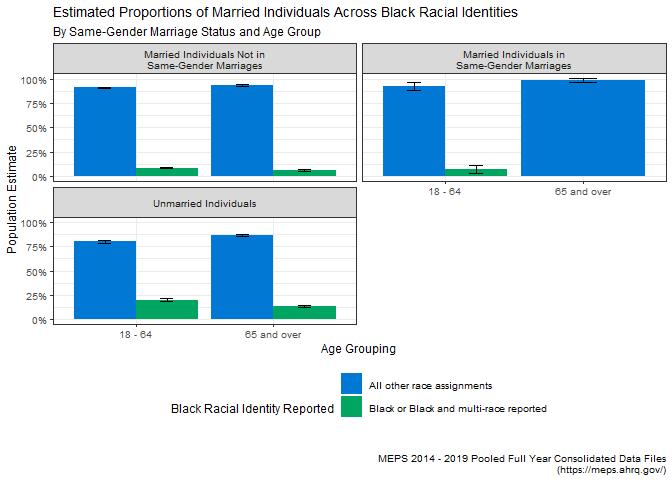 Estimated Proportions of Married Individuals Across Black Racial Identities
By Same-Gender Marriage Status and Age Group
Married Individuals Not in
Same-Gender Marriages
Married Individuals in
Same-Gender Marriages
100%
75%
50%
25%
0%
18 - 64
65 and over
Unmarried Individuals
100%
75%
50%
25%
0%
18 - 64
65 and over
Population Estimate
Age Grouping
Black Racial Identity Reported
All other race assignments
Black or Black and multi-race reported
MEPS 2014 - 2019 Pooled Full Year Consolidated Data Files
(https://meps.ahrq.gov/)